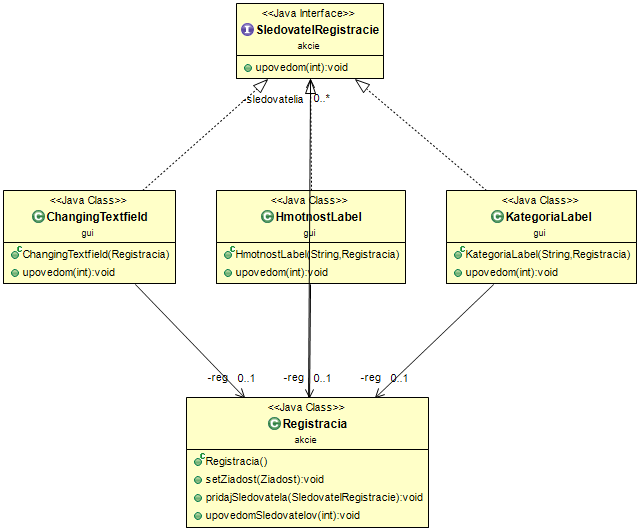 <<Java Interface>>
I SledovatelRegistracie
akcie
upovedom(int):void
-sledovatelia 0..*
<<Java Class>>
C ChangingTextfield
gui
C ChangingTextfield(Registracia)
upovedom(int):void
<<Java Class>>
C HmotnostLabel
gui
C HmotnostLabel(String,Registracia)
upovedom(int):void
<<Java Class>>
C KategoriaLabel
gui
C KategoriaLabel(String,Registracia)
upovedom(int):void
-reg 0..1
-reg 0..1
-reg 0..1
<<Java Class>>
C Registracia
akcie
C Registracia()
setZiadost(Ziadost):void
pridajSledovatela(SledovatelRegistracie):void
upovedomSledovatelov(int):void